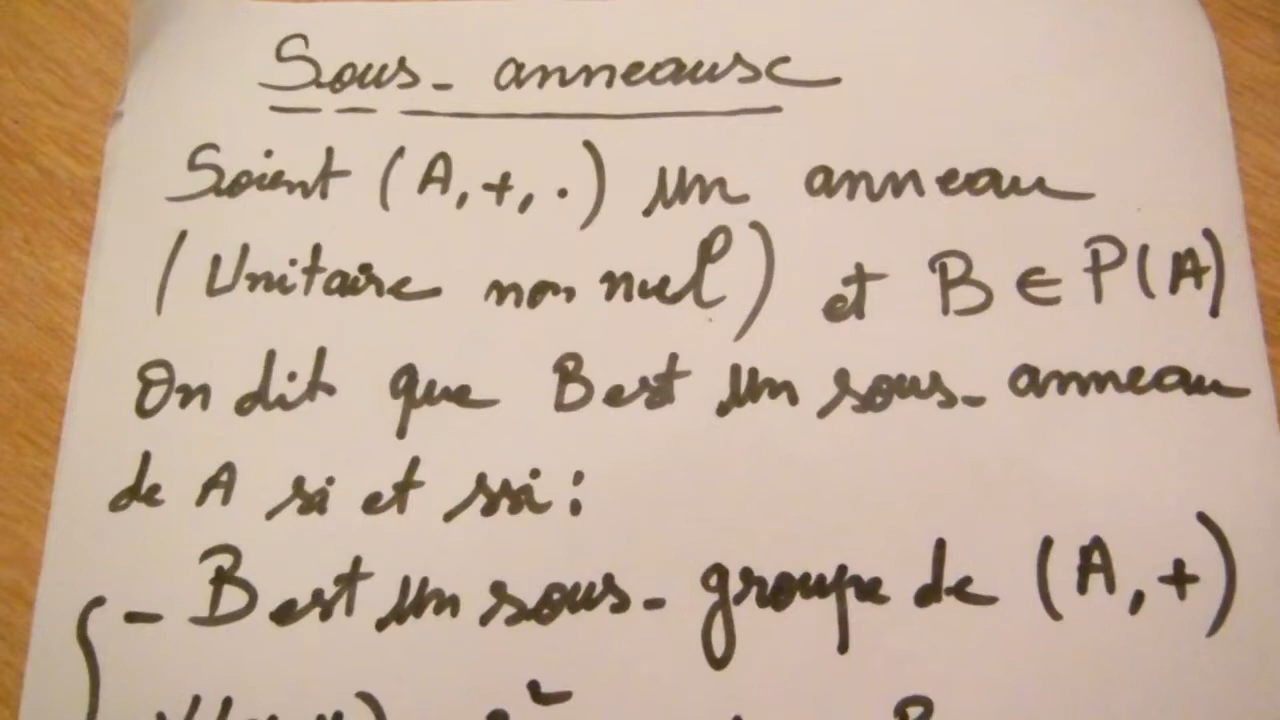 Sous-anneaux
Soient (A,+,.) un anneau
(Unitaire non nul) et B ∈ P(A)
On dit que B est un sous-anneau
de A si et ssi :
- B est un sous-groupe de (A,+)